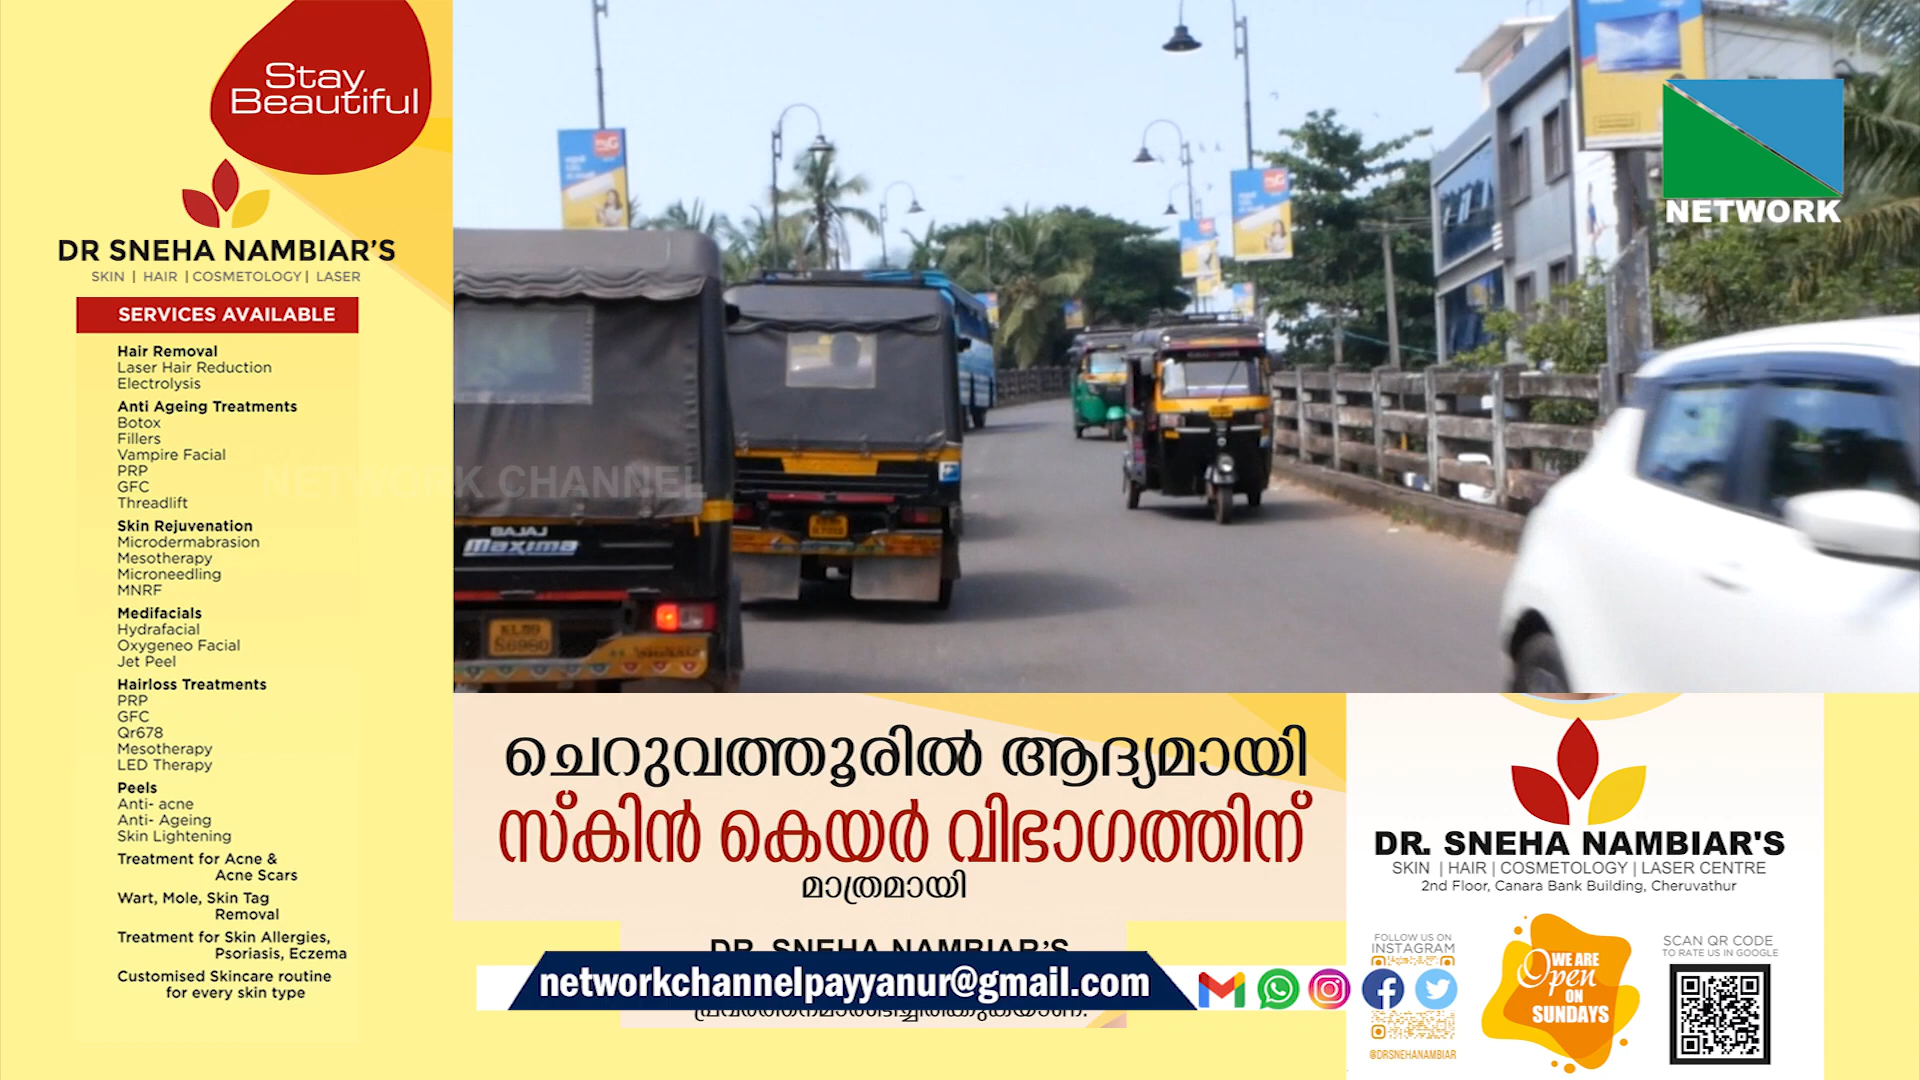 Stay
Beautiful
DR SNEHA NAMBIAR'S
SKIN | HAIR | COSMETOLOGY | LASER
SERVICES AVAILABLE
Hair Removal
Laser Hair Reduction
Electrolysis
Anti Ageing Treatments
Botox
Fillers
Vampire Facial
PRP
GFC
Threadlift
Skin Rejuvenation
Microdermabrasion
Mesotherapy
Microneedling
MNRF
Medifacials
Hydrafacial
Oxygeneo Facial
Jet Peel
Hairloss Treatments
PRP
GFC
Qr678
Mesotherapy
LED Therapy
Peels
Anti- acne
Anti- Ageing
Skin Lightening
Treatment for Acne &
Acne Scars
Wart, Mole, Skin Tag
Removal
Treatment for Skin Allergies,
Psoriasis, Eczema
Customised Skincare routine
for every skin type
NETWORK CHANNEL
NETWORK
BAJAJ
Maxima
ചെറുവത്തൂരിൽ ആദ്യമായി
സ്കിൻ കെയർ വിഭാഗത്തിന്
മാത്രമായി
DR. SNEHA NAMBIAR'S
networkchannelpayyanur@gmail.com
DR. SNEHA NAMBIAR'S
SKIN | HAIR | COSMETOLOGY | LASER CENTRE
2nd Floor, Canara Bank Building, Cheruvathur
FOLLOW US ON
INSTAGRAM
@DRSNEHANAMBIAR
WE ARE
Open
ON
SUNDAYS
SCAN QR CODE
TO RATE US IN GOOGLE